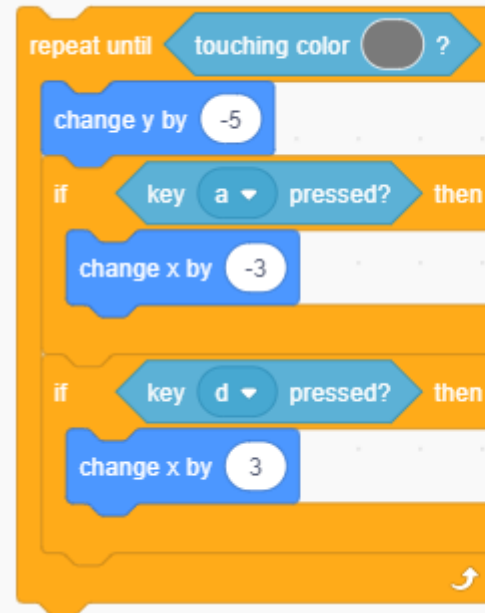 repeat until touching color ?
change y by -5
if key a pressed? then
change x by -3
if key d pressed? then
change x by 3